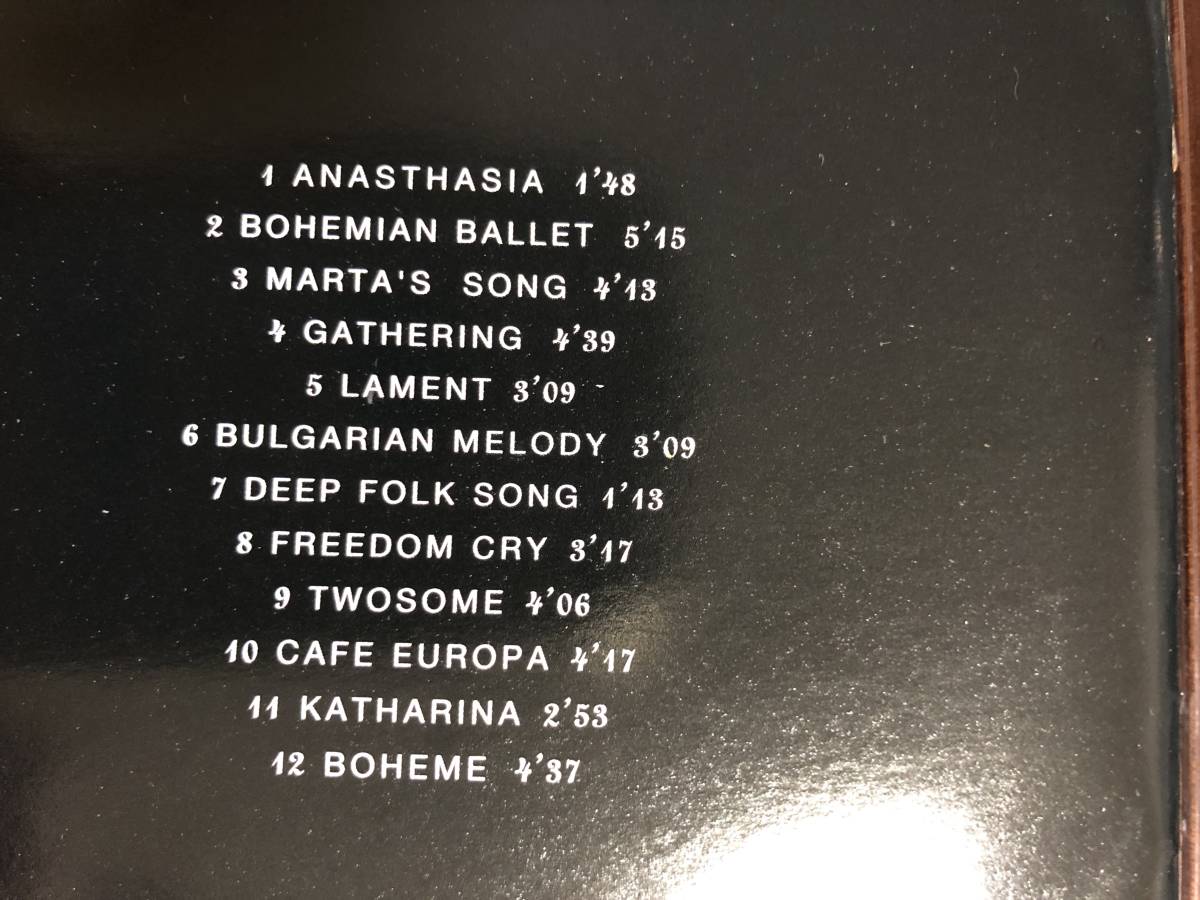 1 ANASTHASIA 1’48
2 BOHEMIAN BALLET 5’15
3 MARTA'S SONG 4’13
4 GATHERING 4’39
5 LAMENT 3’09
6 BULGARIAN MELODY 3’09
7 DEEP FOLK SONG 1’13
8 FREEDOM CRY 3’17
9 TWOSOME 4’06
10 CAFE EUROPA 4’17
11 KATHARINA 2’53
12 BOHEME 4’37